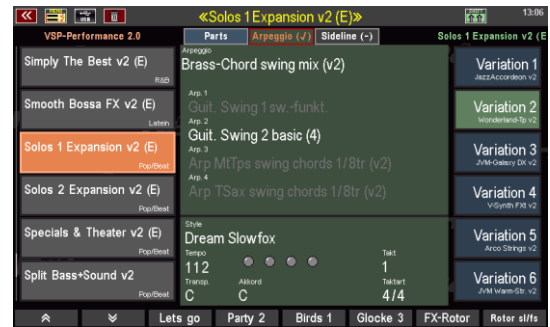 «Solos 1 Expansion v2 (E)»
13:06
VSP-Performance 2.0
Parts
Arpeggio (√)
Sideline (-)
Solos 1 Expansion v2 (E
Simply The Best v2 (E)
R&B
Smooth Bossa FX v2 (E)
Latein
Solos 1 Expansion v2 (E)
Pop/Beat
Solos 2 Expansion v2 (E)
Pop/Beat
Specials & Theater v2 (E)
Pop/Beat
Split Bass+Sound v2
Pop/Beat
Arpeggio
Brass-Chord swing mix (v2)
Arp. 1
Guit. Swing 1 sw.-funkt.
Arp. 2
Guit. Swing 2 basic (4)
Arp. 3
Arp MtTps swing chords 1/8tr (v2)
Arp. 4
Arp TSax swing chords 1/8tr (v2)
Style
Dream Slowfox
Tempo
112
Takt
1
Transp.
C
Akkord
C
Taktart
4/4
Variation 1
JazzAccordeon v2
Variation 2
Wonderland-Tp v2
Variation 3
JVM-Galaxy DX v2
Variation 4
V-Synth FXt v2
Variation 5
Arco Strings v2
Variation 6
JVM Warm-Str. v2
Lets go
Party 2
Birds 1
Glocke 3
FX-Rotor
Rotor sl/fs